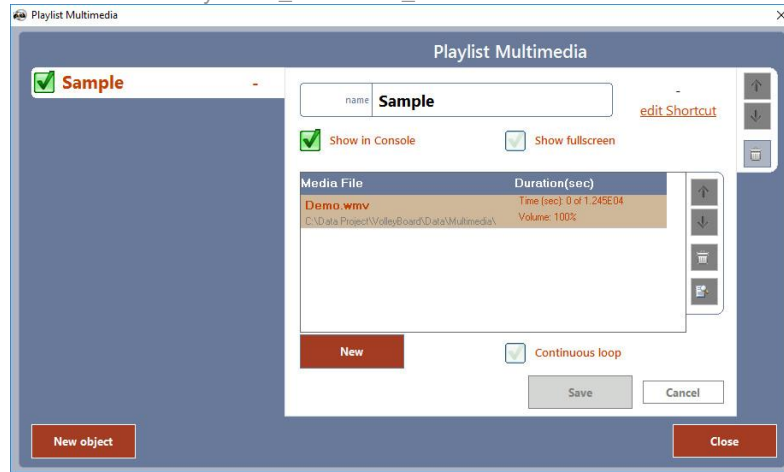 Playlist Multimedia
Playlist Multimedia
Sample -
name Sample
-
edit Shortcut
Show in Console Show fullscreen
Media File Duration(sec)
Demo.wmv Time (sec): 0 of 1.245E04
C:\Data Project\VolleyBoard\Data\Multimedia\ Volume: 100%
New Continuous loop
Save Cancel
New object Close